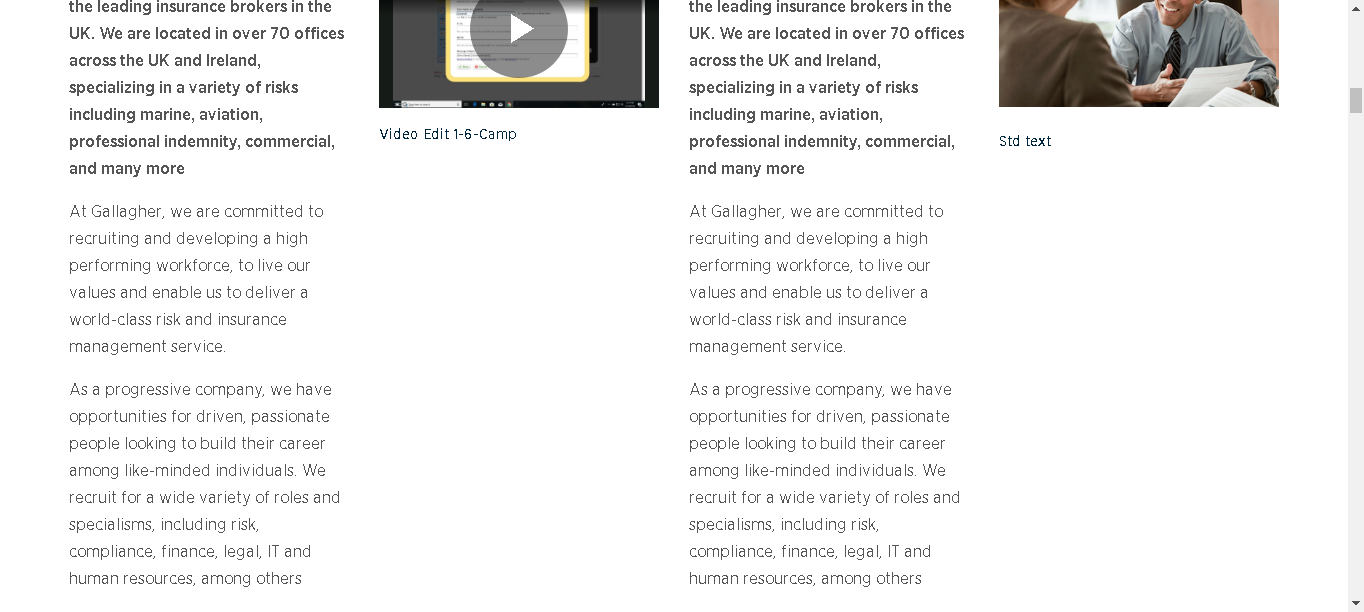 the leading insurance brokers in the
UK. We are located in over 70 offices
across the UK and Ireland,
specializing in a variety of risks
including marine, aviation,
professional indemnity, commercial,
and many more
At Gallagher, we are committed to
recruiting and developing a high
performing workforce, to live our
values and enable us to deliver a
world-class risk and insurance
management service.
As a progressive company, we have
opportunities for driven, passionate
people looking to build their career
among like-minded individuals. We
recruit for a wide variety of roles and
specialisms, including risk,
compliance, finance, legal, IT and
human resources, among others
Video Edit 1-6-Camp
the leading insurance brokers in the
UK. We are located in over 70 offices
across the UK and Ireland,
specializing in a variety of risks
including marine, aviation,
professional indemnity, commercial,
and many more
At Gallagher, we are committed to
recruiting and developing a high
performing workforce, to live our
values and enable us to deliver a
world-class risk and insurance
management service.
As a progressive company, we have
opportunities for driven, passionate
people looking to build their career
among like-minded individuals. We
recruit for a wide variety of roles and
specialisms, including risk,
compliance, finance, legal, IT and
human resources, among others
Std text